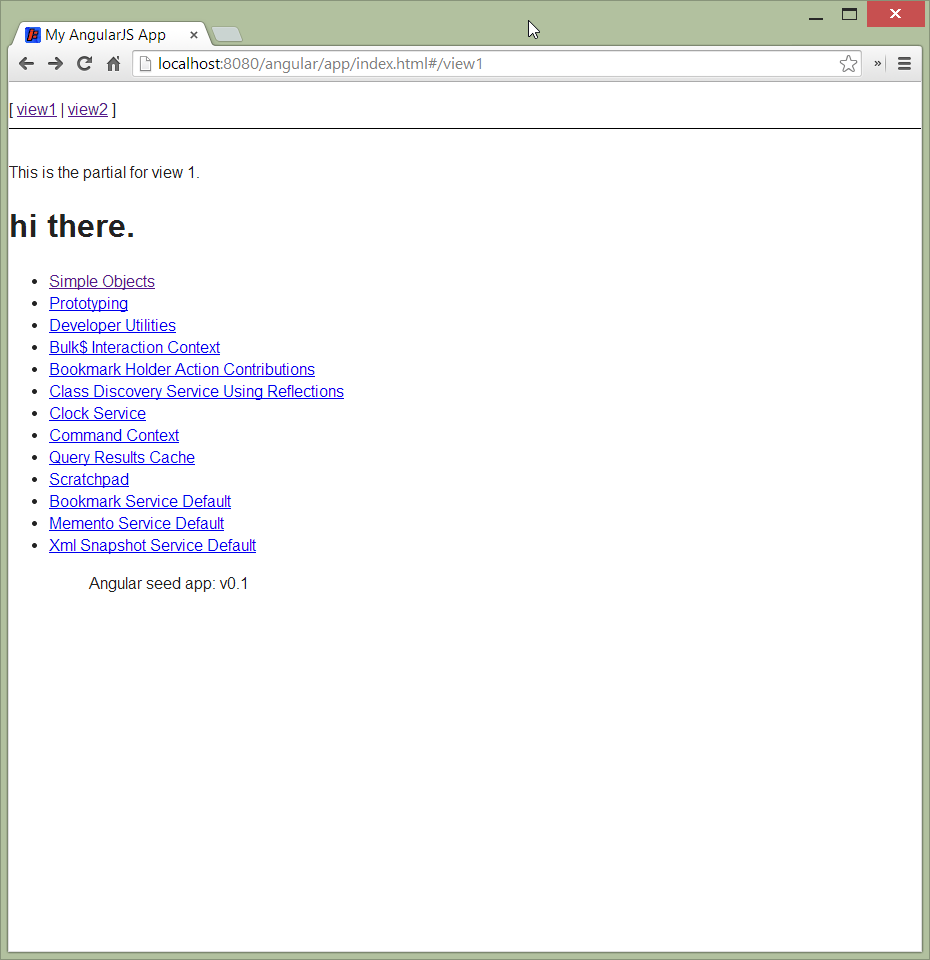 My AngularJS App
localhost:8080/angular/app/index.html#/view1
[ view1 | view2 ]
This is the partial for view 1.
hi there.
• Simple Objects
• Prototyping
• Developer Utilities
• Bulk$ Interaction Context
• Bookmark Holder Action Contributions
• Class Discovery Service Using Reflections
• Clock Service
• Command Context
• Query Results Cache
• Scratchpad
• Bookmark Service Default
• Memento Service Default
• Xml Snapshot Service Default
Angular seed app: v0.1